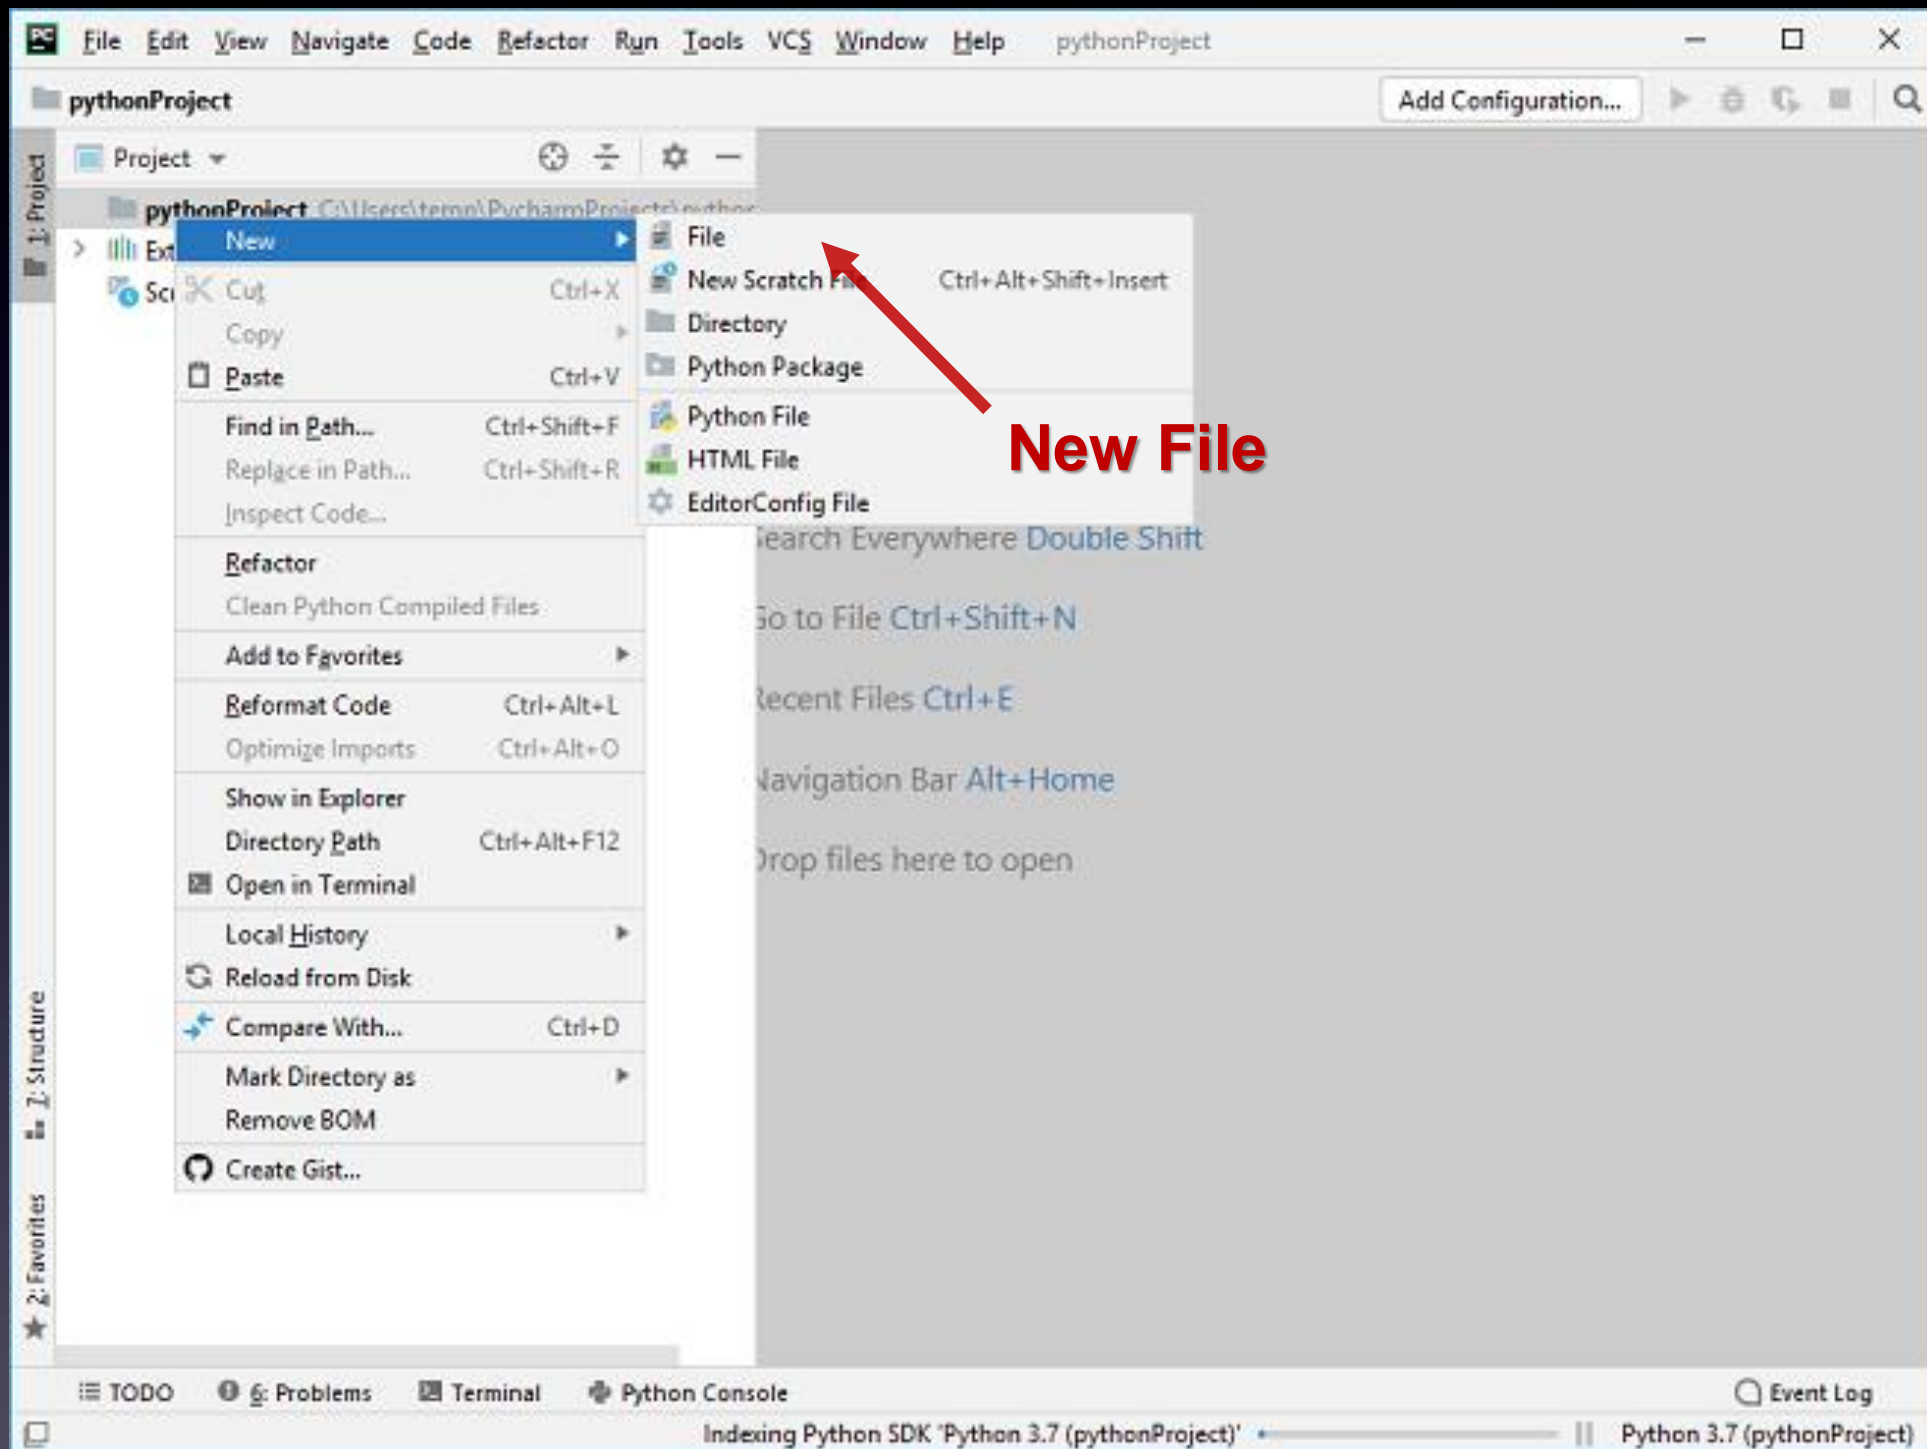 PC File Edit View Navigate Code Refactor Run Tools VCS Window Help pythonProject
pythonProject Add Configuration...
Project
1: Project
pythonProject C:\Users\temp\PycharmProjects\python
Ext
Scr
New
Cut Ctrl+X
Copy
Paste Ctrl+V
Find in Path... Ctrl+Shift+F
Replace in Path... Ctrl+Shift+R
Inspect Code...
Refactor
Clean Python Compiled Files
Add to Favorites
Reformat Code Ctrl+Alt+L
Optimize Imports Ctrl+Alt+O
Show in Explorer
Directory Path Ctrl+Alt+F12
Open in Terminal
Local History
Reload from Disk
Compare With... Ctrl+D
Mark Directory as
Remove BOM
Create Gist...
File
New Scratch File Ctrl+Alt+Shift+Insert
Directory
Python Package
Python File
HTML File
EditorConfig File
New File
Search Everywhere Double Shift
Go to File Ctrl+Shift+N
Recent Files Ctrl+E
Navigation Bar Alt+Home
Drop files here to open
7: Structure
2: Favorites
TODO 6: Problems Terminal Python Console Event Log
Indexing Python SDK 'Python 3.7 (pythonProject)' Python 3.7 (pythonProject)